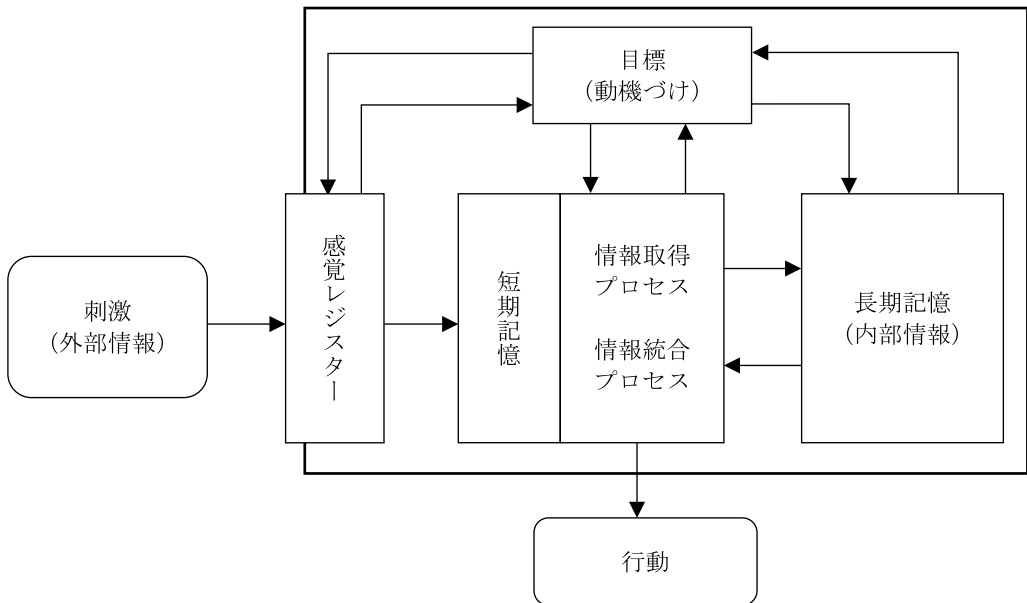 目標
(動機づけ)
感覚レジスター
短期記憶
情報取得
プロセス
情報統合
プロセス
長期記憶
(内部情報)
刺激
(外部情報)
行動